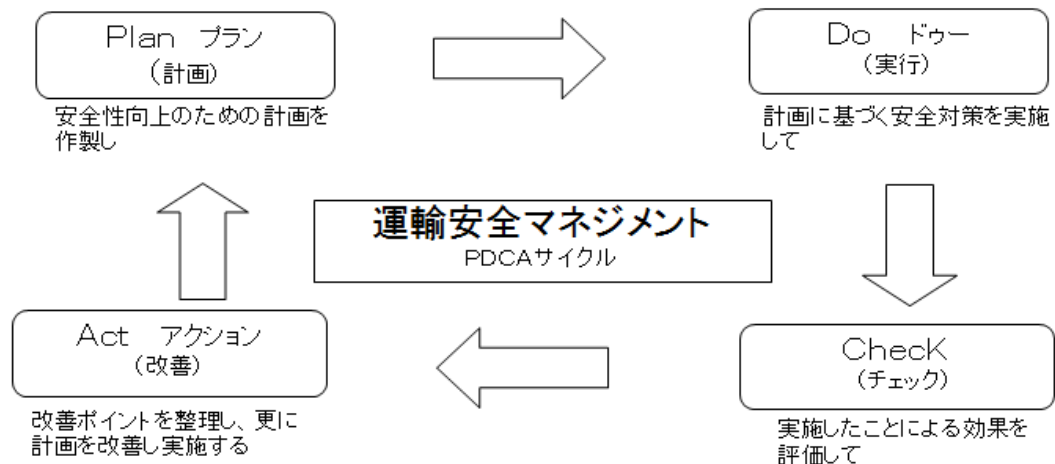 Plan プラン
(計画)
安全性向上のための計画を
作製し
Do ドゥー
(実行)
計画に基づく安全対策を実施
して
運輸安全マネジメント
PDCAサイクル
Act アクション
(改善)
改善ポイントを整理し、更に
計画を改善し実施する
ChecK
(チェック)
実施したことによる効果を
評価して